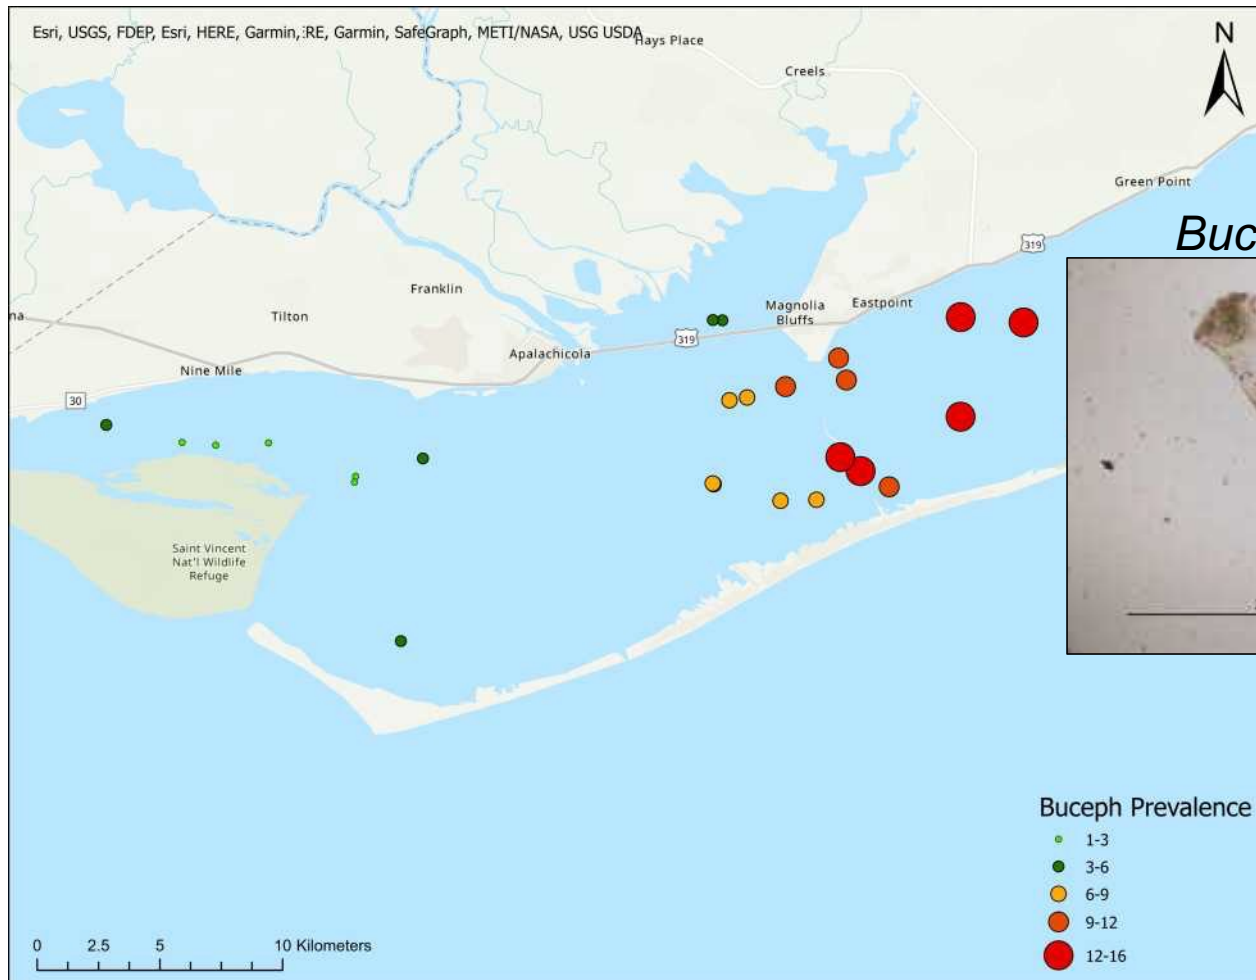 Esri, USGS, FDEP, Esri, HERE, Garmin, RE, Garmin, SafeGraph, METI/NASA, USG USDA
Hays Place
N
Creels
Green Point
319
Buc
Franklin
Magnolia
Bluffs
Eastpoint
na
Tilton
319
Apalachicola
Nine Mile
30
Saint Vincent
Nat'l Wildlife
Refuge
Buceph Prevalence
1-3
3-6
6-9
9-12
12-16
0 2.5 5 10 Kilometers